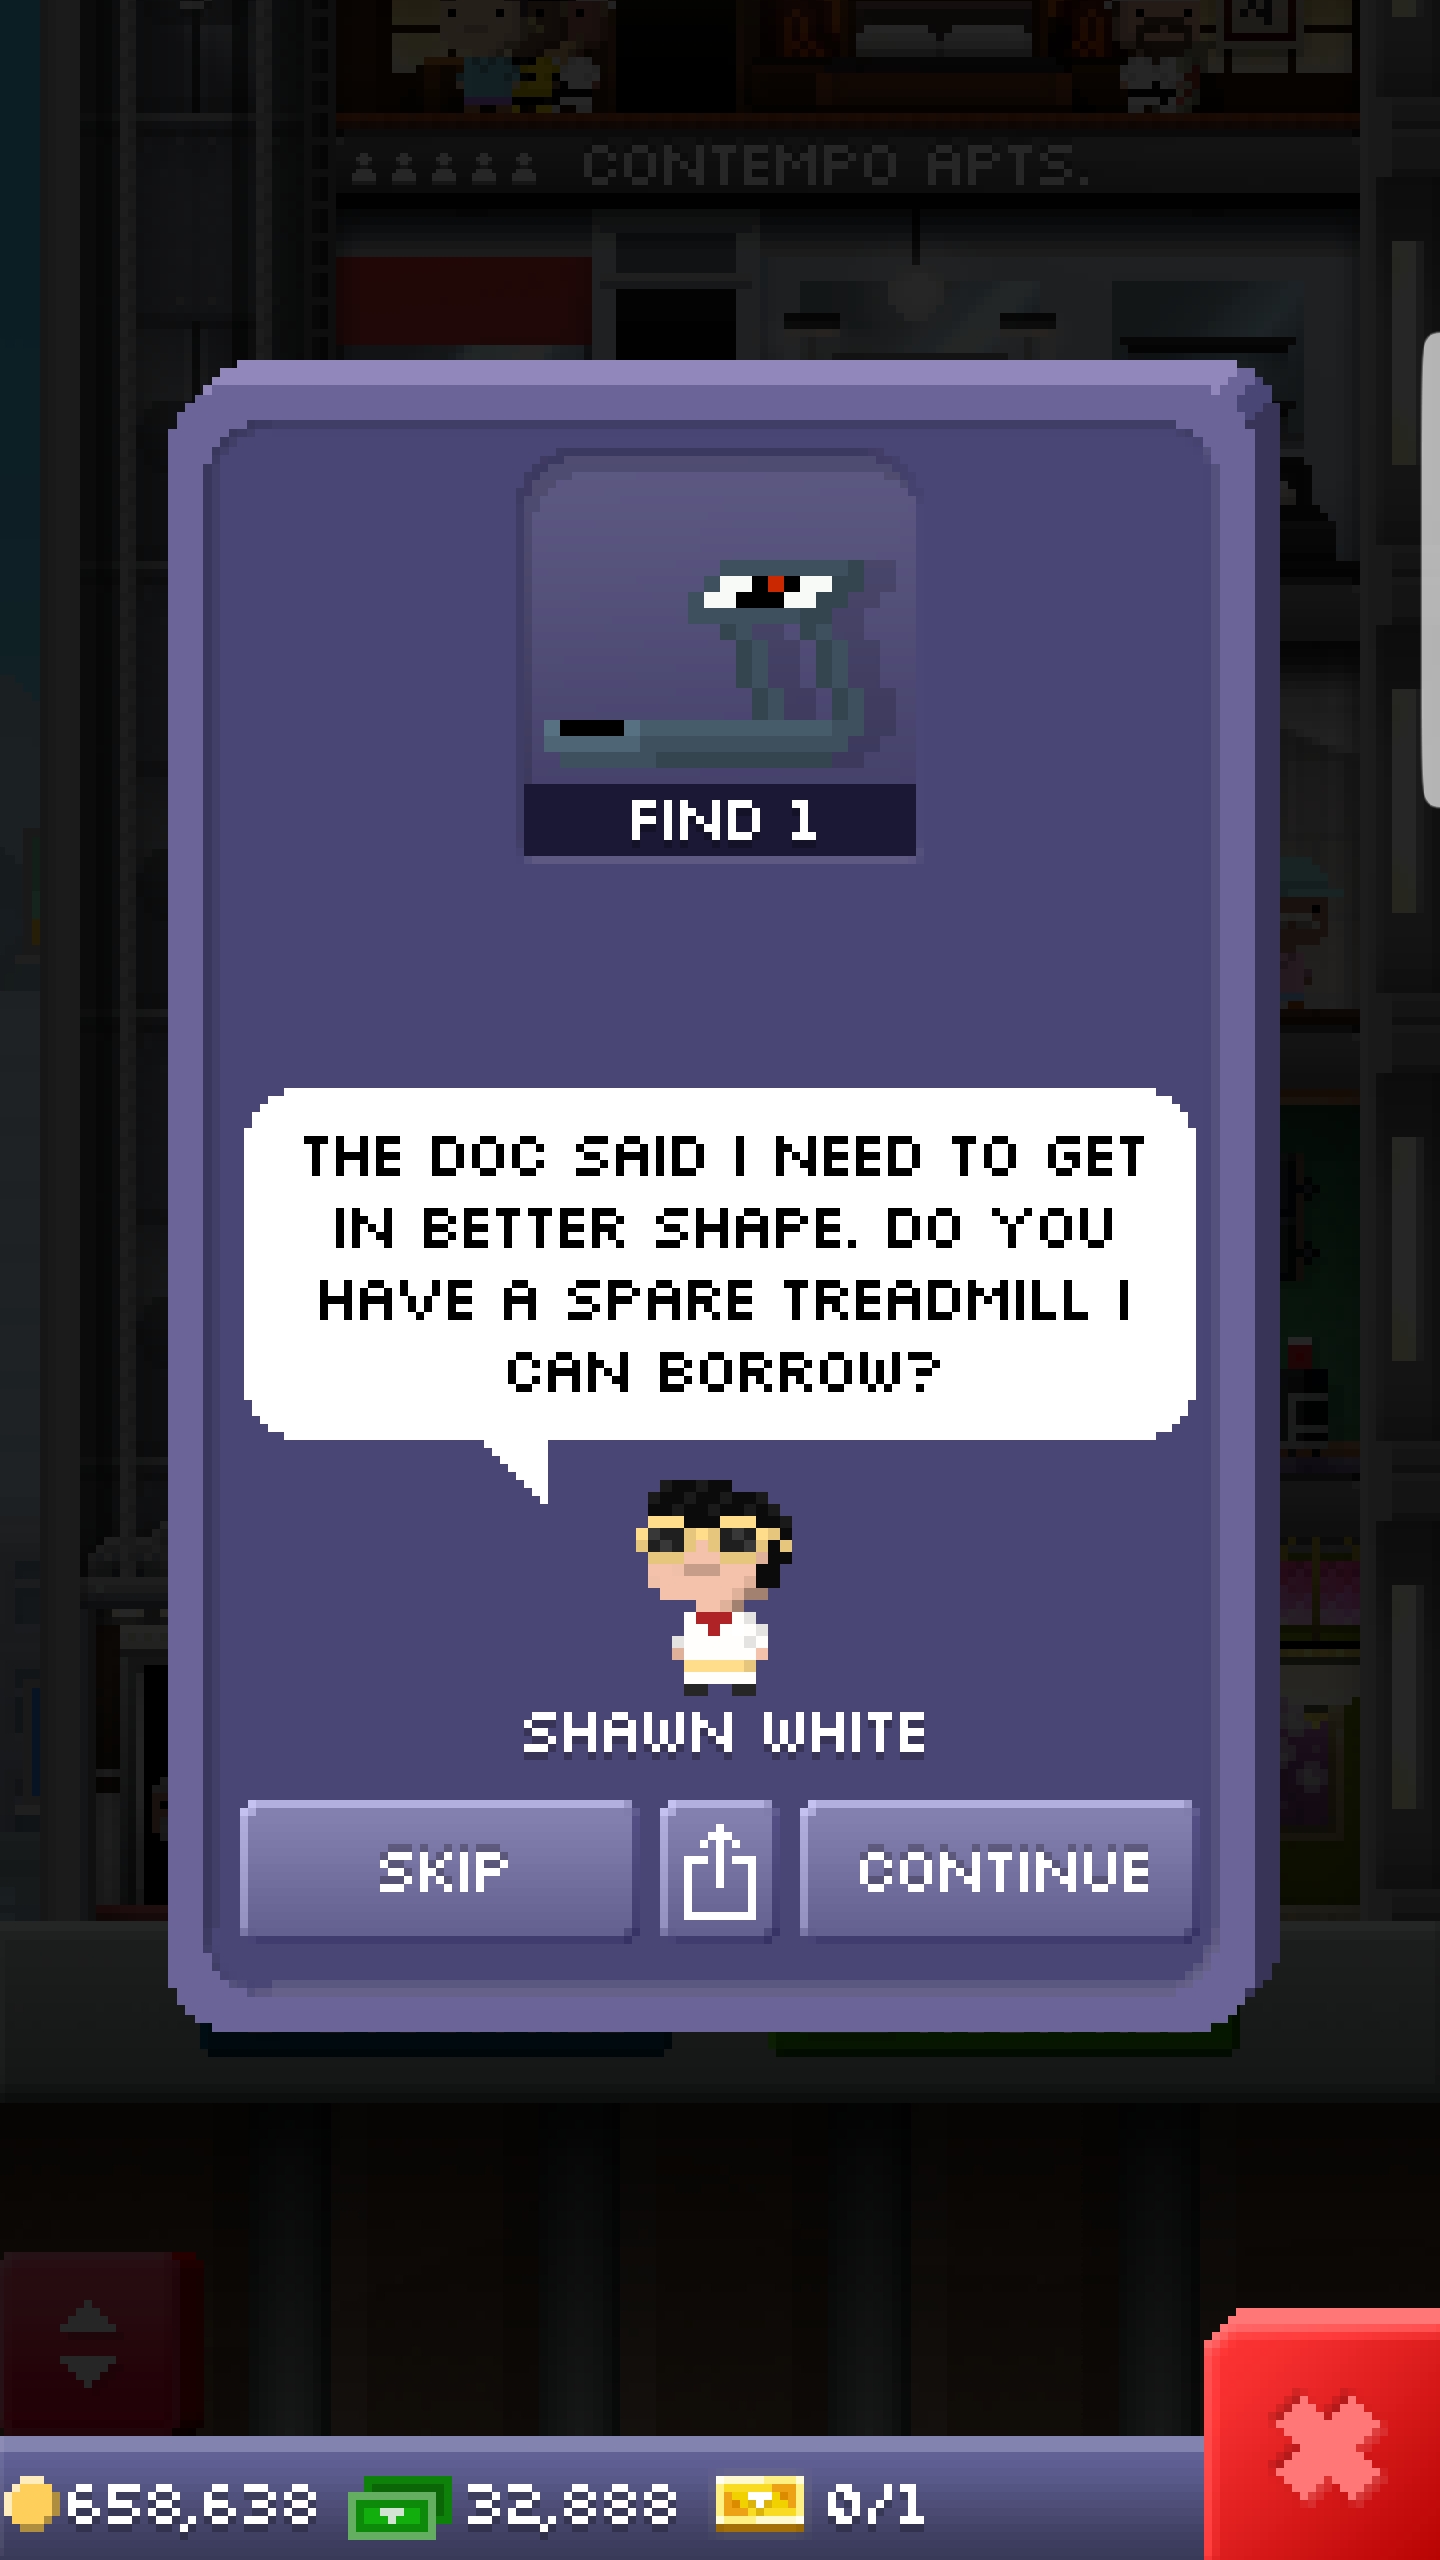 CONTEMPO APTS.
FIND 1
THE DOC SAID I NEED TO GET
IN BETTER SHAPE. DO YOU
HAVE A SPARE TREADMILL I
CAN BORROW?
SHAWN WHITE
SKIP
CONTINUE
658,638 32,888 0/1